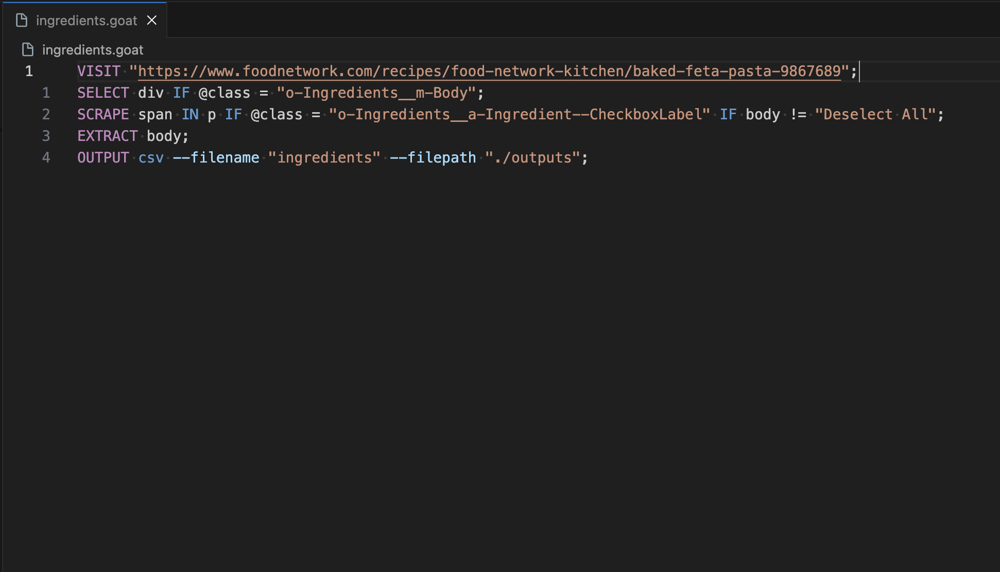 ingredients.goat
ingredients.goat
1 VISIT "https://www.foodnetwork.com/recipes/food-network-kitchen/baked-feta-pasta-9867689";
1 SELECT div IF @class = "o-Ingredients__m-Body";
2 SCRAPE span IN p IF @class = "o-Ingredients__a-Ingredient--CheckboxLabel" IF body != "Deselect All";
3 EXTRACT body;
4 OUTPUT csv --filename "ingredients" --filepath "./outputs";